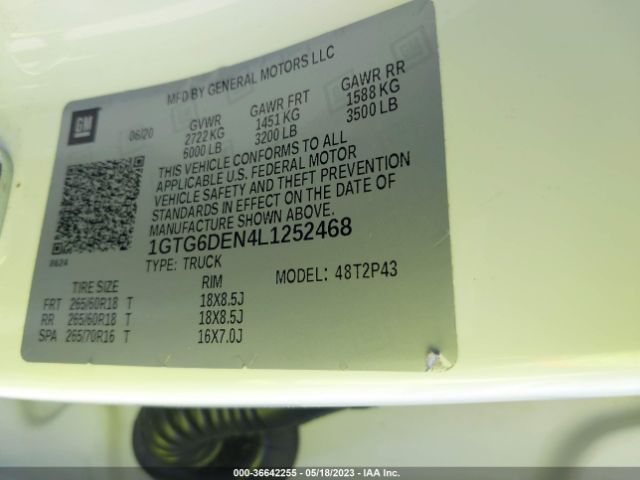 MFD BY GENERAL MOTORS LLC
GM
06/20
GVWR
2722 KG
6000 LB
GAWR FRT
1451 KG
3200 LB
GAWR RR
1588 KG
3500 LB
THIS VEHICLE CONFORMS TO ALL
APPLICABLE U.S. FEDERAL MOTOR
VEHICLE SAFETY AND THEFT PREVENTION
STANDARDS IN EFFECT ON THE DATE OF
MANUFACTURE SHOWN ABOVE.
1GTG6DEN4L1252468
8624
TYPE: TRUCK
MODEL: 48T2P43
TIRE SIZE RIM
FRT 265/60R18 T 18X8.5J
RR 265/60R18 T 18X8.5J
SPA 265/70R16 T 16X7.0J
000-36642255 - 05/18/2023 - IAA Inc.